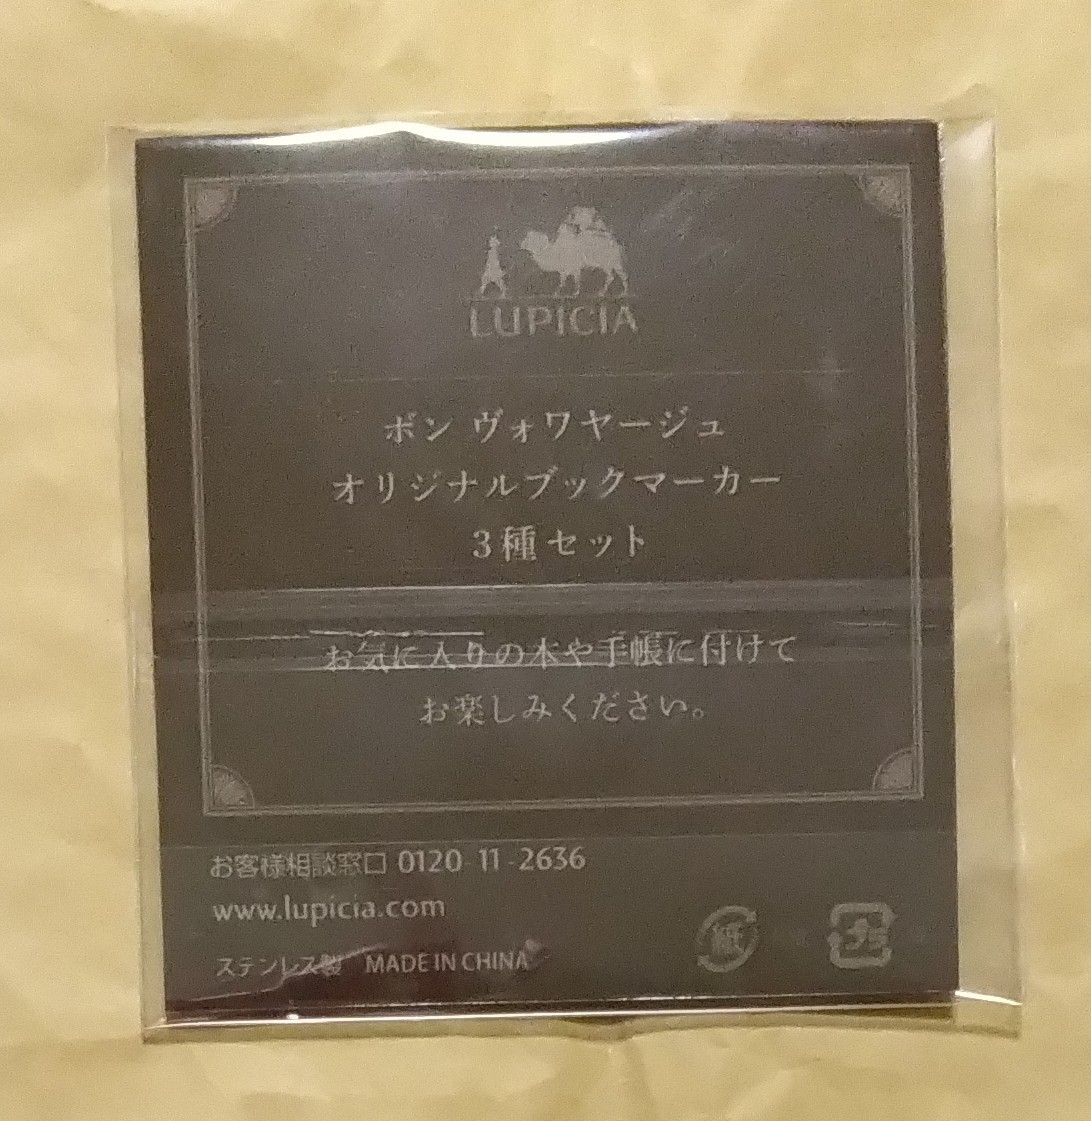 LUPICIA
ボン ヴォワヤージュ
オリジナルブックマーカー
3種セット
お気に入りの本や手帳に付けて
お楽しみください。
お客様相談窓口 0120-11-2636
www.lupicia.com
ステンレス製 MADE IN CHINA
紙 プラ